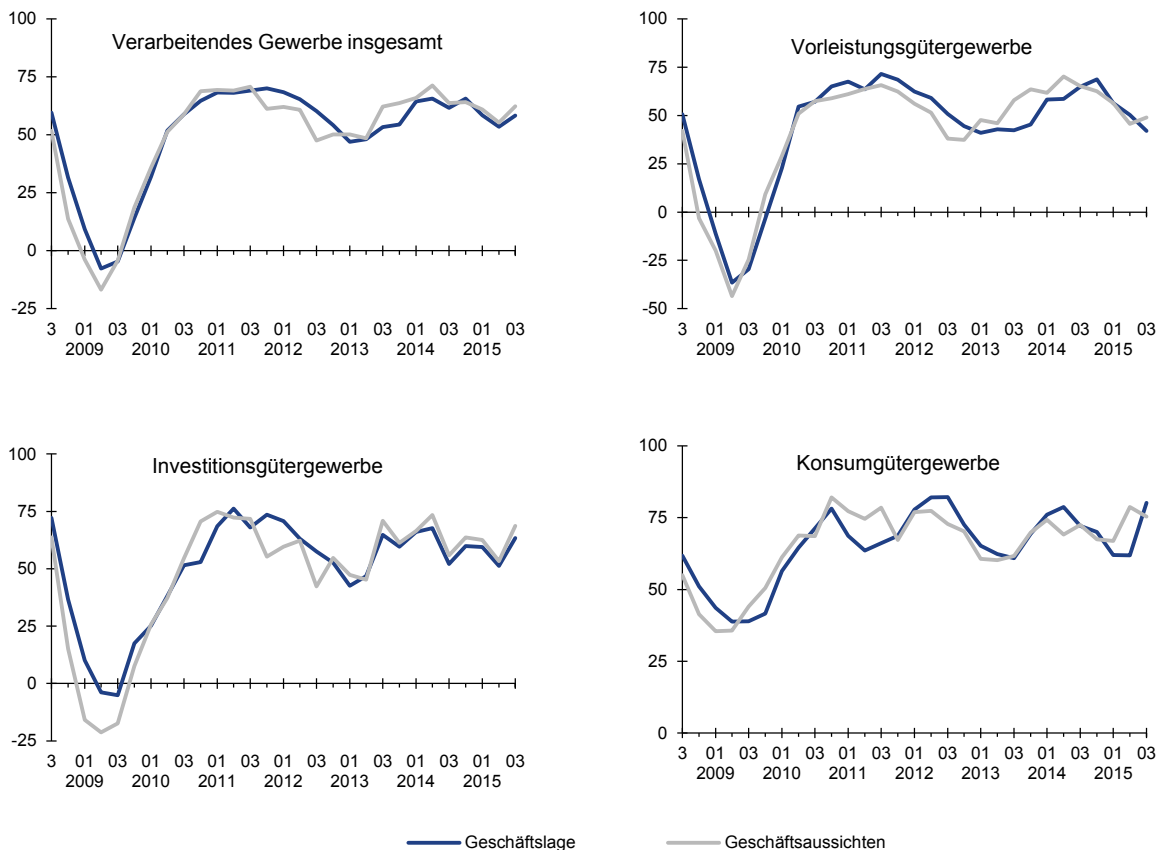 Verarbeitendes Gewerbe insgesamt
100
75
50
25
0
-25
3 01 03 01 03 01 03 01 03 01 03 01 03 01 03
2009 2010 2011 2012 2013 2014 2015
Vorleistungsgütergewerbe
100
75
50
25
0
-25
-50
3 01 03 01 03 01 03 01 03 01 03 01 03 01 03
2009 2010 2011 2012 2013 2014 2015
Investitionsgütergewerbe
100
75
50
25
0
-25
3 01 03 01 03 01 03 01 03 01 03 01 03 01 03
2009 2010 2011 2012 2013 2014 2015
Konsumgütergewerbe
100
75
50
25
0
3 01 03 01 03 01 03 01 03 01 03 01 03 01 03
2009 2010 2011 2012 2013 2014 2015
Geschäftslage Geschäftsaussichten